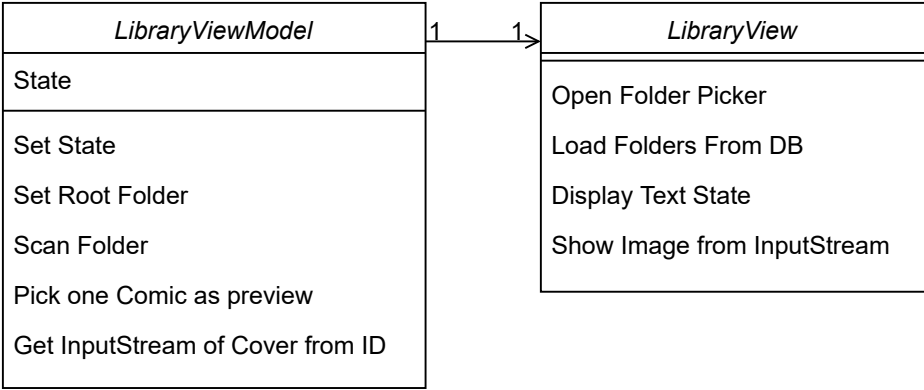 LibraryViewModel
State
Set State
Set Root Folder
Scan Folder
Pick one Comic as preview
Get InputStream of Cover from ID
1 1
LibraryView
Open Folder Picker
Load Folders From DB
Display Text State
Show Image from InputStream